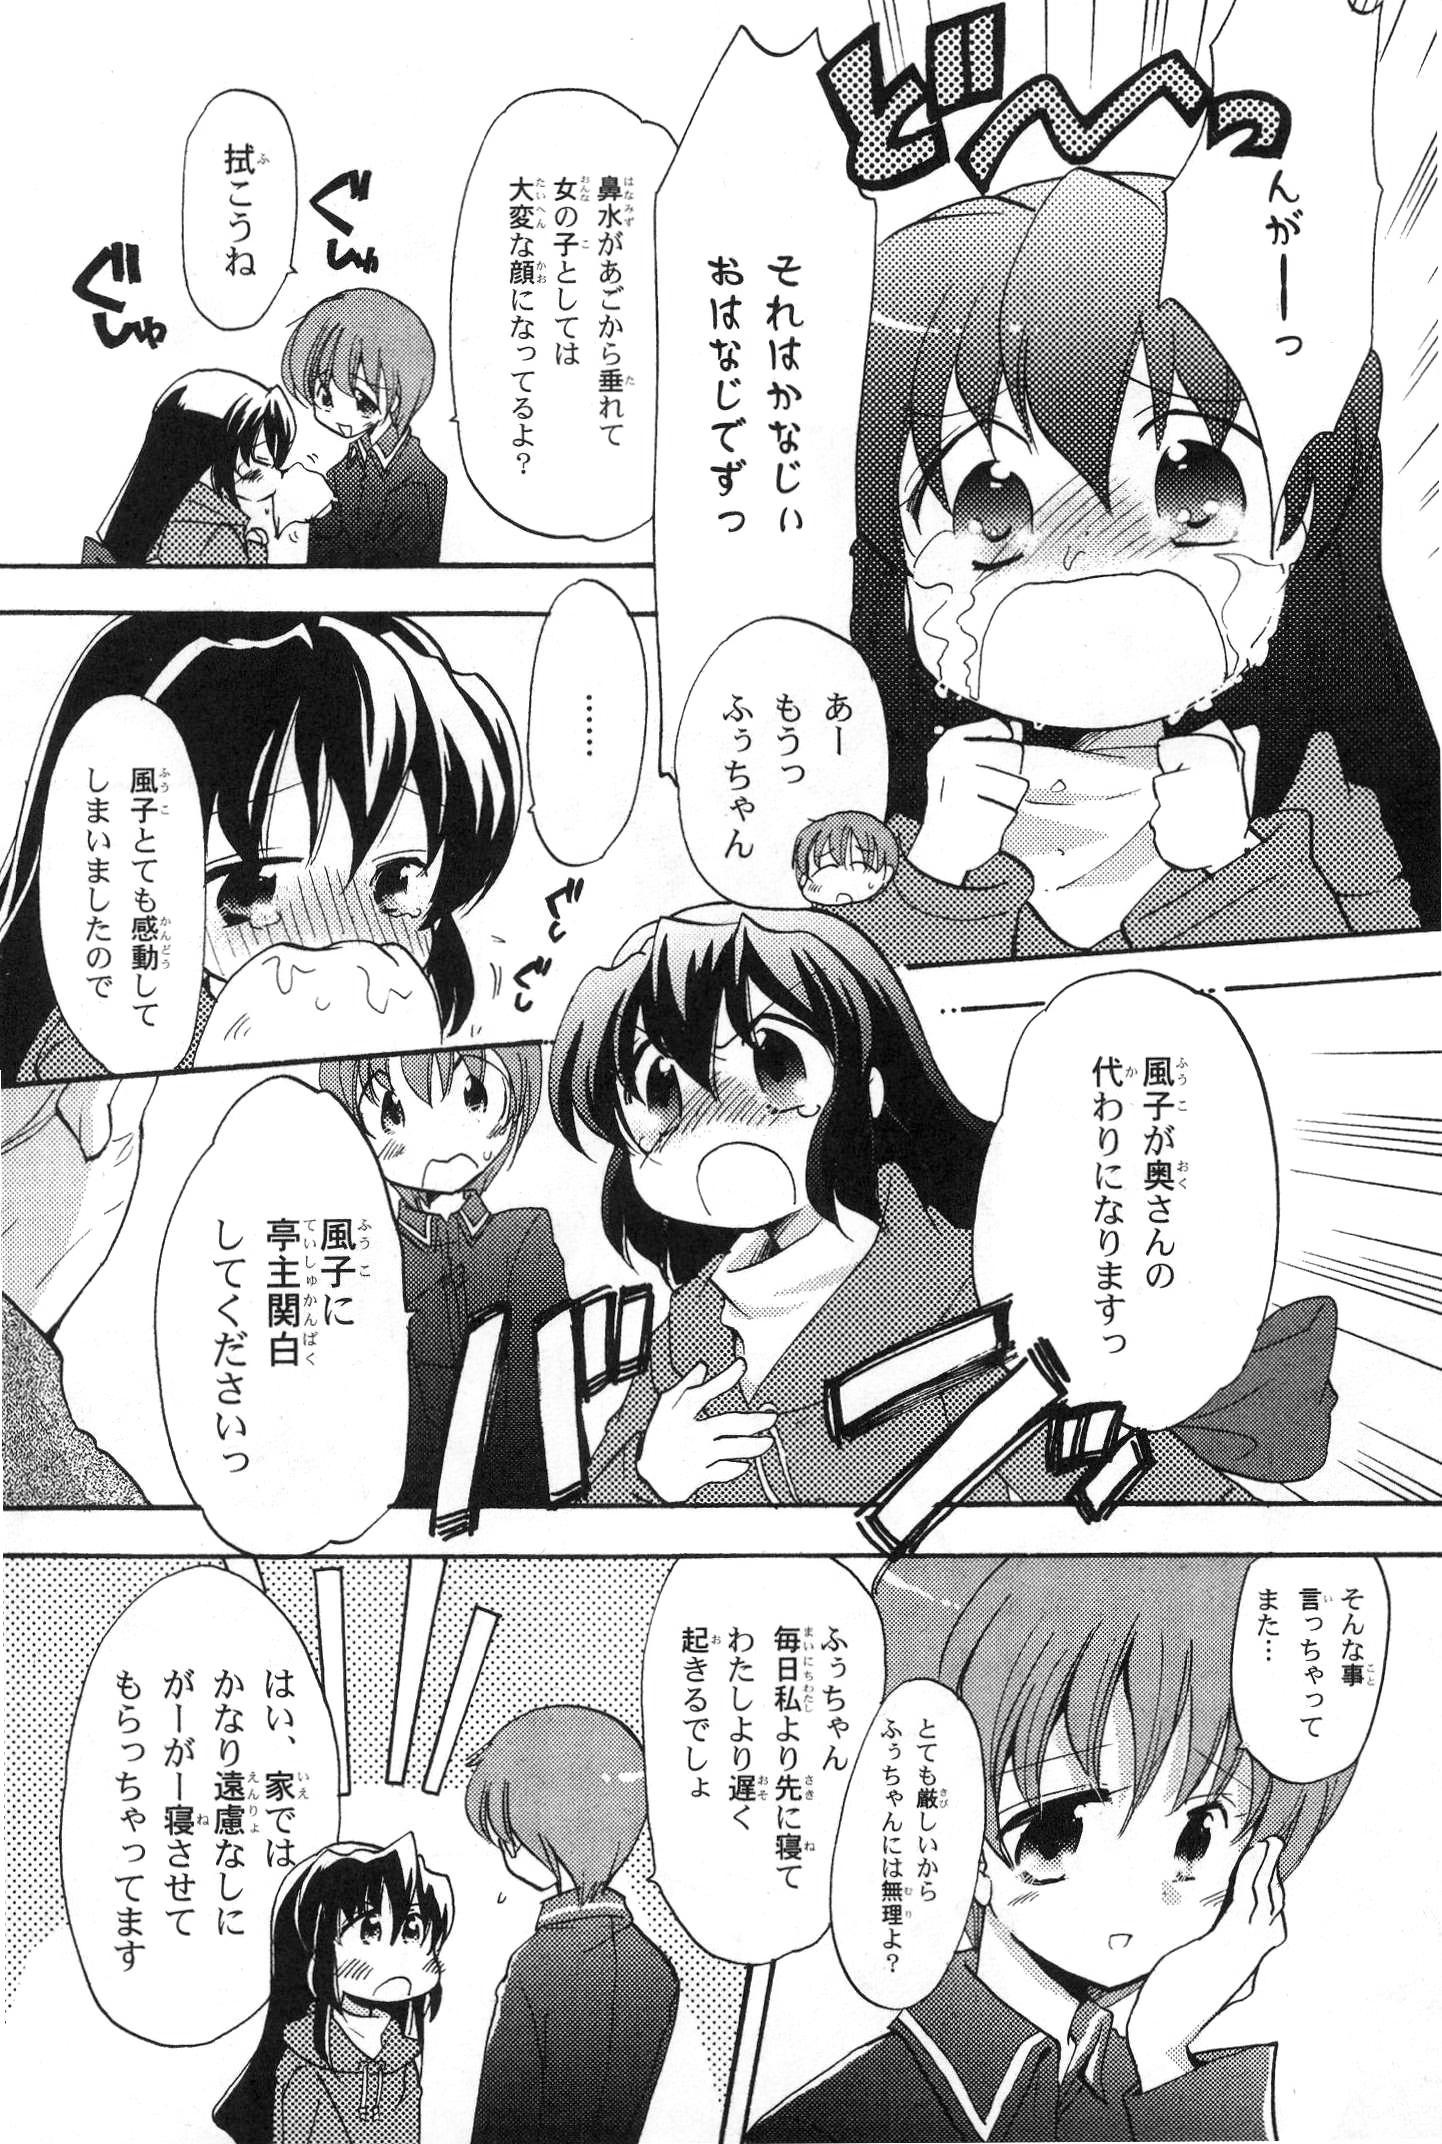 どーっ
んがーっ
それはかなじぃ
おはなじでずっ
鼻水があごから垂れて
女の子としては
大変な顔になってるよ？
拭こうね
ぐしゅ
ぐしゅ
あー
もうっ
ふぅちゃん
……
風子とても感動して
しまいましたので
ぐしぐし
風子が奥さんの
代わりになりますっ
風子に
亭主関白
してくださいっ
そんな事
言っちゃって
また…
とても厳しいから
ふぅちゃんには無理よ？
ふぅちゃん
毎日私より先に寝て
わたしより遅く
起きるでしょ
はい、家では
かなり遠慮なしに
がーがー寝させて
もらっちゃってます